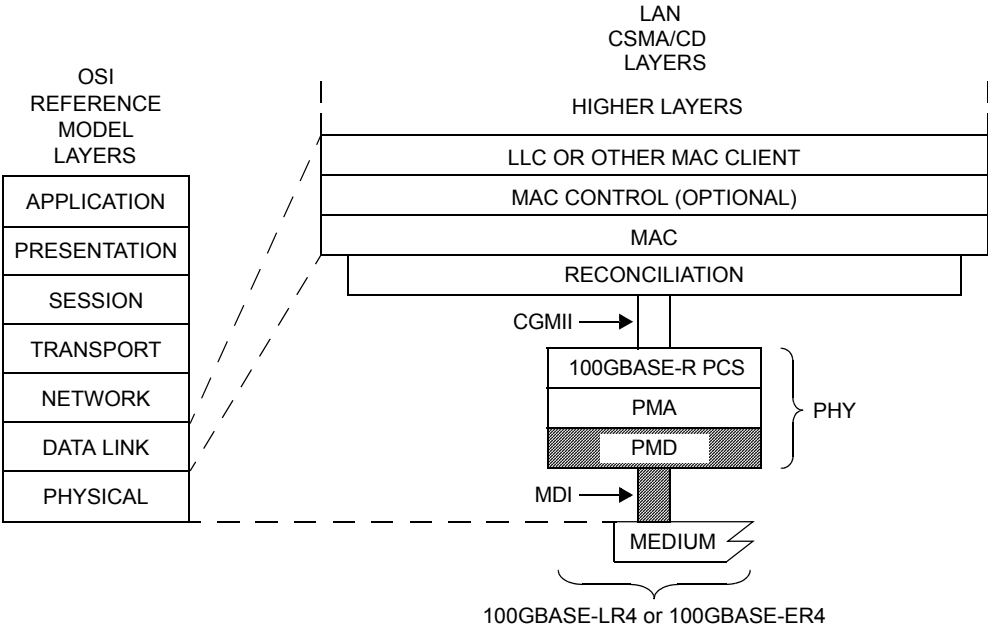 LAN
CSMA/CD
LAYERS
OSI
REFERENCE
MODEL
LAYERS
HIGHER LAYERS
LLC OR OTHER MAC CLIENT
MAC CONTROL (OPTIONAL)
MAC
RECONCILIATION
APPLICATION
PRESENTATION
SESSION
TRANSPORT
NETWORK
DATA LINK
PHYSICAL
CGMII
100GBASE-R PCS
PMA
PMD
PHY
MDI
MEDIUM
100GBASE-LR4 or 100GBASE-ER4